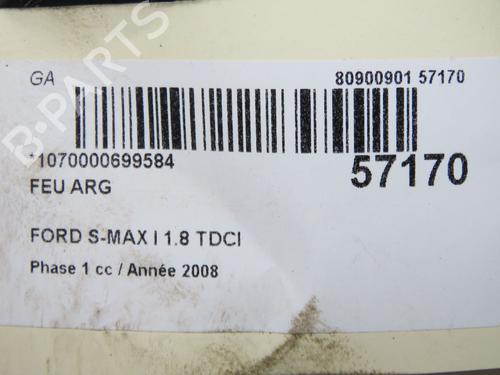 GA
80900901 57170
*1070000699584
57170
FEU ARG
FORD S-MAX I 1.8 TDCI
Phase 1 cc / Année 2008
B-PARTS